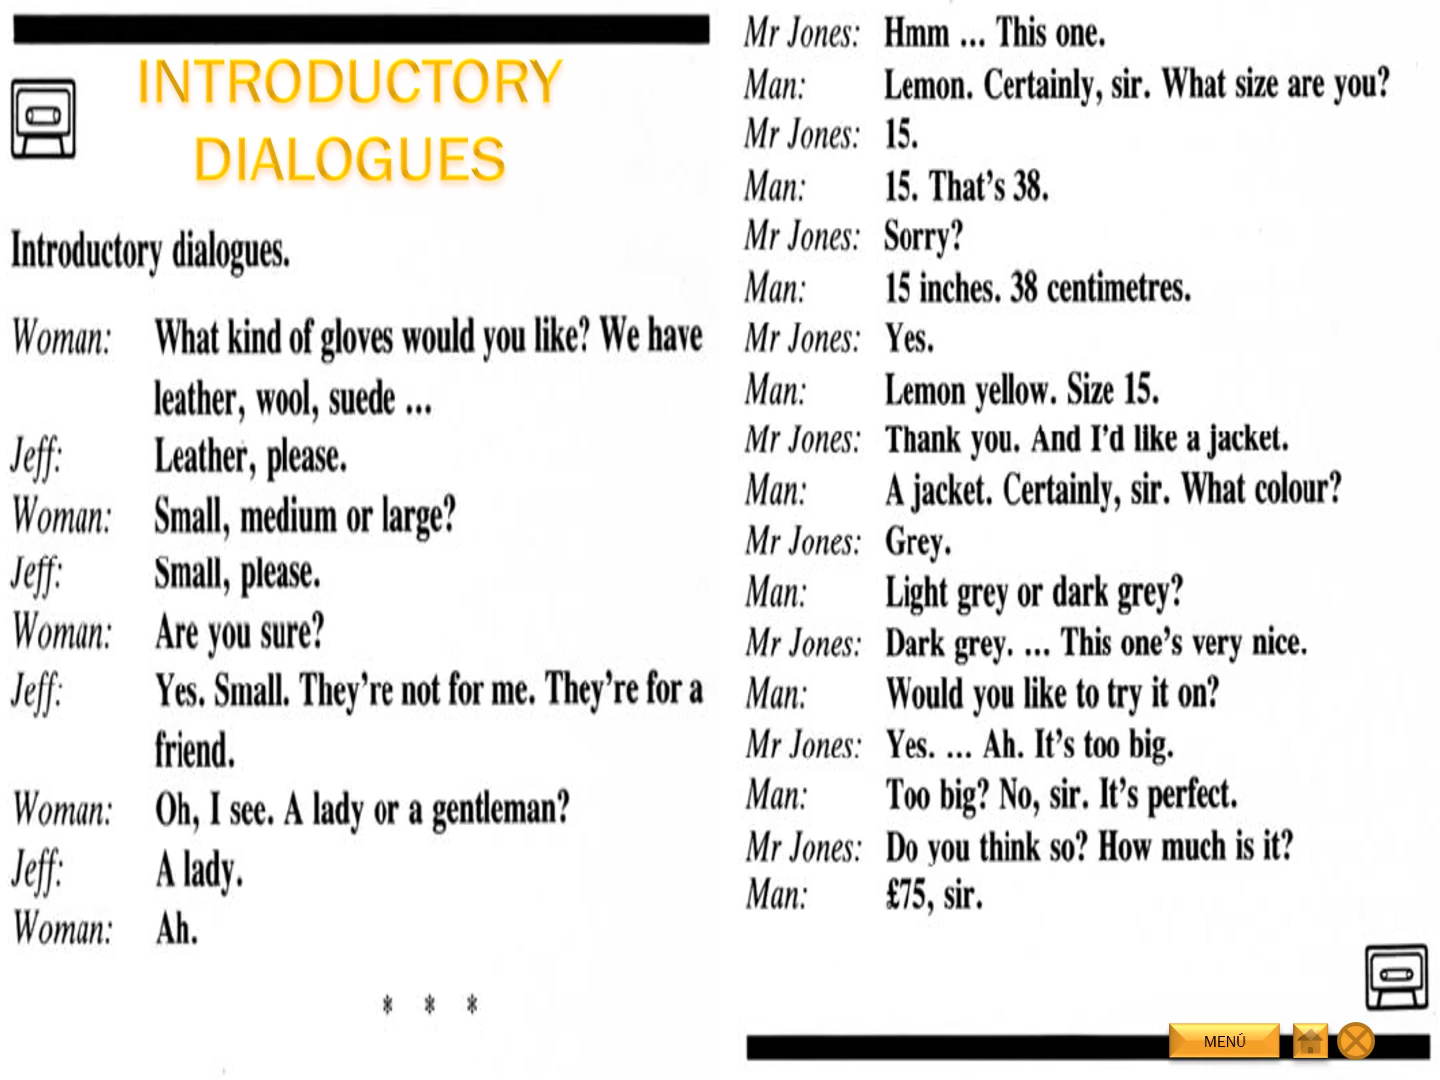 INTRODUCTORY
DIALOGUES
Introductory dialogues.
Woman: What kind of gloves would you like? We have
leather, wool, suede ...
Jeff: Leather, please.
Woman: Small, medium or large?
Jeff: Small, please.
Woman: Are you sure?
Jeff: Yes. Small. They're not for me. They're for a
friend.
Woman: Oh, I see. A lady or a gentleman?
Jeff: A lady.
Woman: Ah.
* * *
Mr Jones: Hmm ... This one.
Man: Lemon. Certainly, sir. What size are you?
Mr Jones: 15.
Man: 15. That's 38.
Mr Jones: Sorry?
Man: 15 inches. 38 centimetres.
Mr Jones: Yes.
Man: Lemon yellow. Size 15.
Mr Jones: Thank you. And I'd like a jacket.
Man: A jacket. Certainly, sir. What colour?
Mr Jones: Grey.
Man: Light grey or dark grey?
Mr Jones: Dark grey. ... This one's very nice.
Man: Would you like to try it on?
Mr Jones: Yes. ... Ah. It's too big.
Man: Too big? No, sir. It's perfect.
Mr Jones: Do you think so? How much is it?
Man: £75, sir.
MENÚ